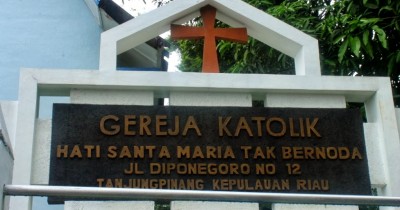 GEREJA KATOLIK
HATI SANTA MARIA TAK BERNODA
JL DIPONEGORO NO 12
TANJUNGPINANG KEPULAUAN RIAU